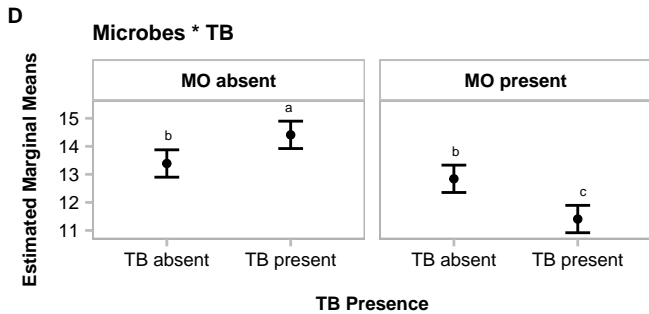 D
Microbes * TB
MO absent
MO present
Estimated Marginal Means
15
14
13
12
11
b
a
b
c
TB absent
TB present
TB absent
TB present
TB Presence